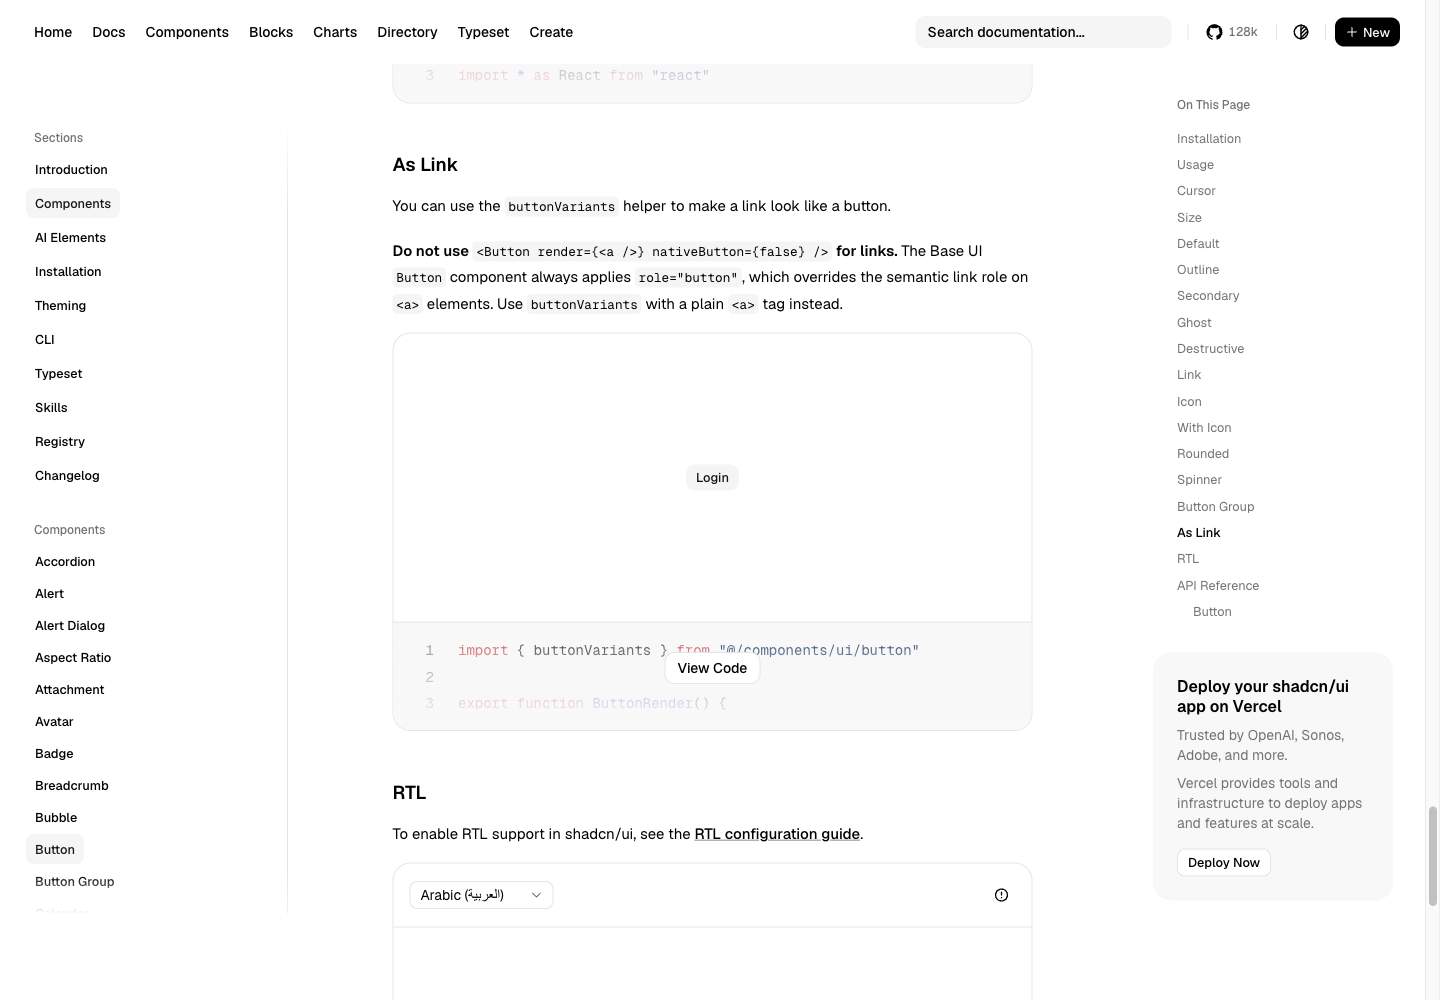 Home Docs Components Blocks Charts Directory Typeset Create
Search documentation...
128k
New
Sections
Introduction
Components
AI Elements
Installation
Theming
CLI
Typeset
Skills
Registry
Changelog
Components
Accordion
Alert
Alert Dialog
Aspect Ratio
Attachment
Avatar
Badge
Breadcrumb
Bubble
Button
Button Group
3 import * as React from "react"
As Link
You can use the buttonVariants helper to make a link look like a button.
Do not use <Button render={<a />} nativeButton={false} /> for links. The Base UI
Button component always applies role="button", which overrides the semantic link role on
<a> elements. Use buttonVariants with a plain <a> tag instead.
Login
1 import { buttonVariants } from "@/components/ui/button"
View Code
2
3 export function ButtonRender() {
RTL
To enable RTL support in shadcn/ui, see the RTL configuration guide.
Arabic (العربية)
On This Page
Installation
Usage
Cursor
Size
Default
Outline
Secondary
Ghost
Destructive
Link
Icon
With Icon
Rounded
Spinner
Button Group
As Link
RTL
API Reference
Button
Deploy your shadcn/ui
app on Vercel
Trusted by OpenAI, Sonos,
Adobe, and more.
Vercel provides tools and
infrastructure to deploy apps
and features at scale.
Deploy Now